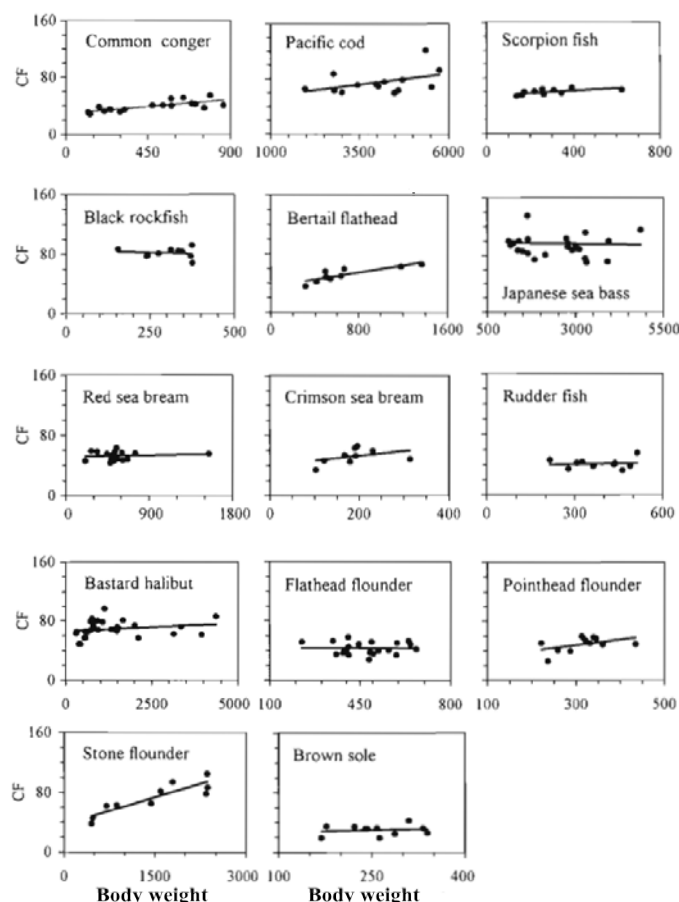 160
Common conger
Pacific cod
Scorpion fish
CF
80
0
0 450 900
1000 3500 6000
0 400 800
160
Black rockfish
Bertail flathead
CF
80
Japanese sea bass
0
0 250 500
0 800 1600
500 3000 5500
160
Red sea bream
Crimson sea bream
Rudder fish
CF
80
0
0 900 1800
0 200 400
0 300 600
160
Bastard halibut
Flathead flounder
Pointhead flounder
CF
80
0
0 2500 5000
100 450 800
100 300 500
160
Stone flounder
Brown sole
CF
80
0
0 1500 3000
100 250 400
Body weight
Body weight